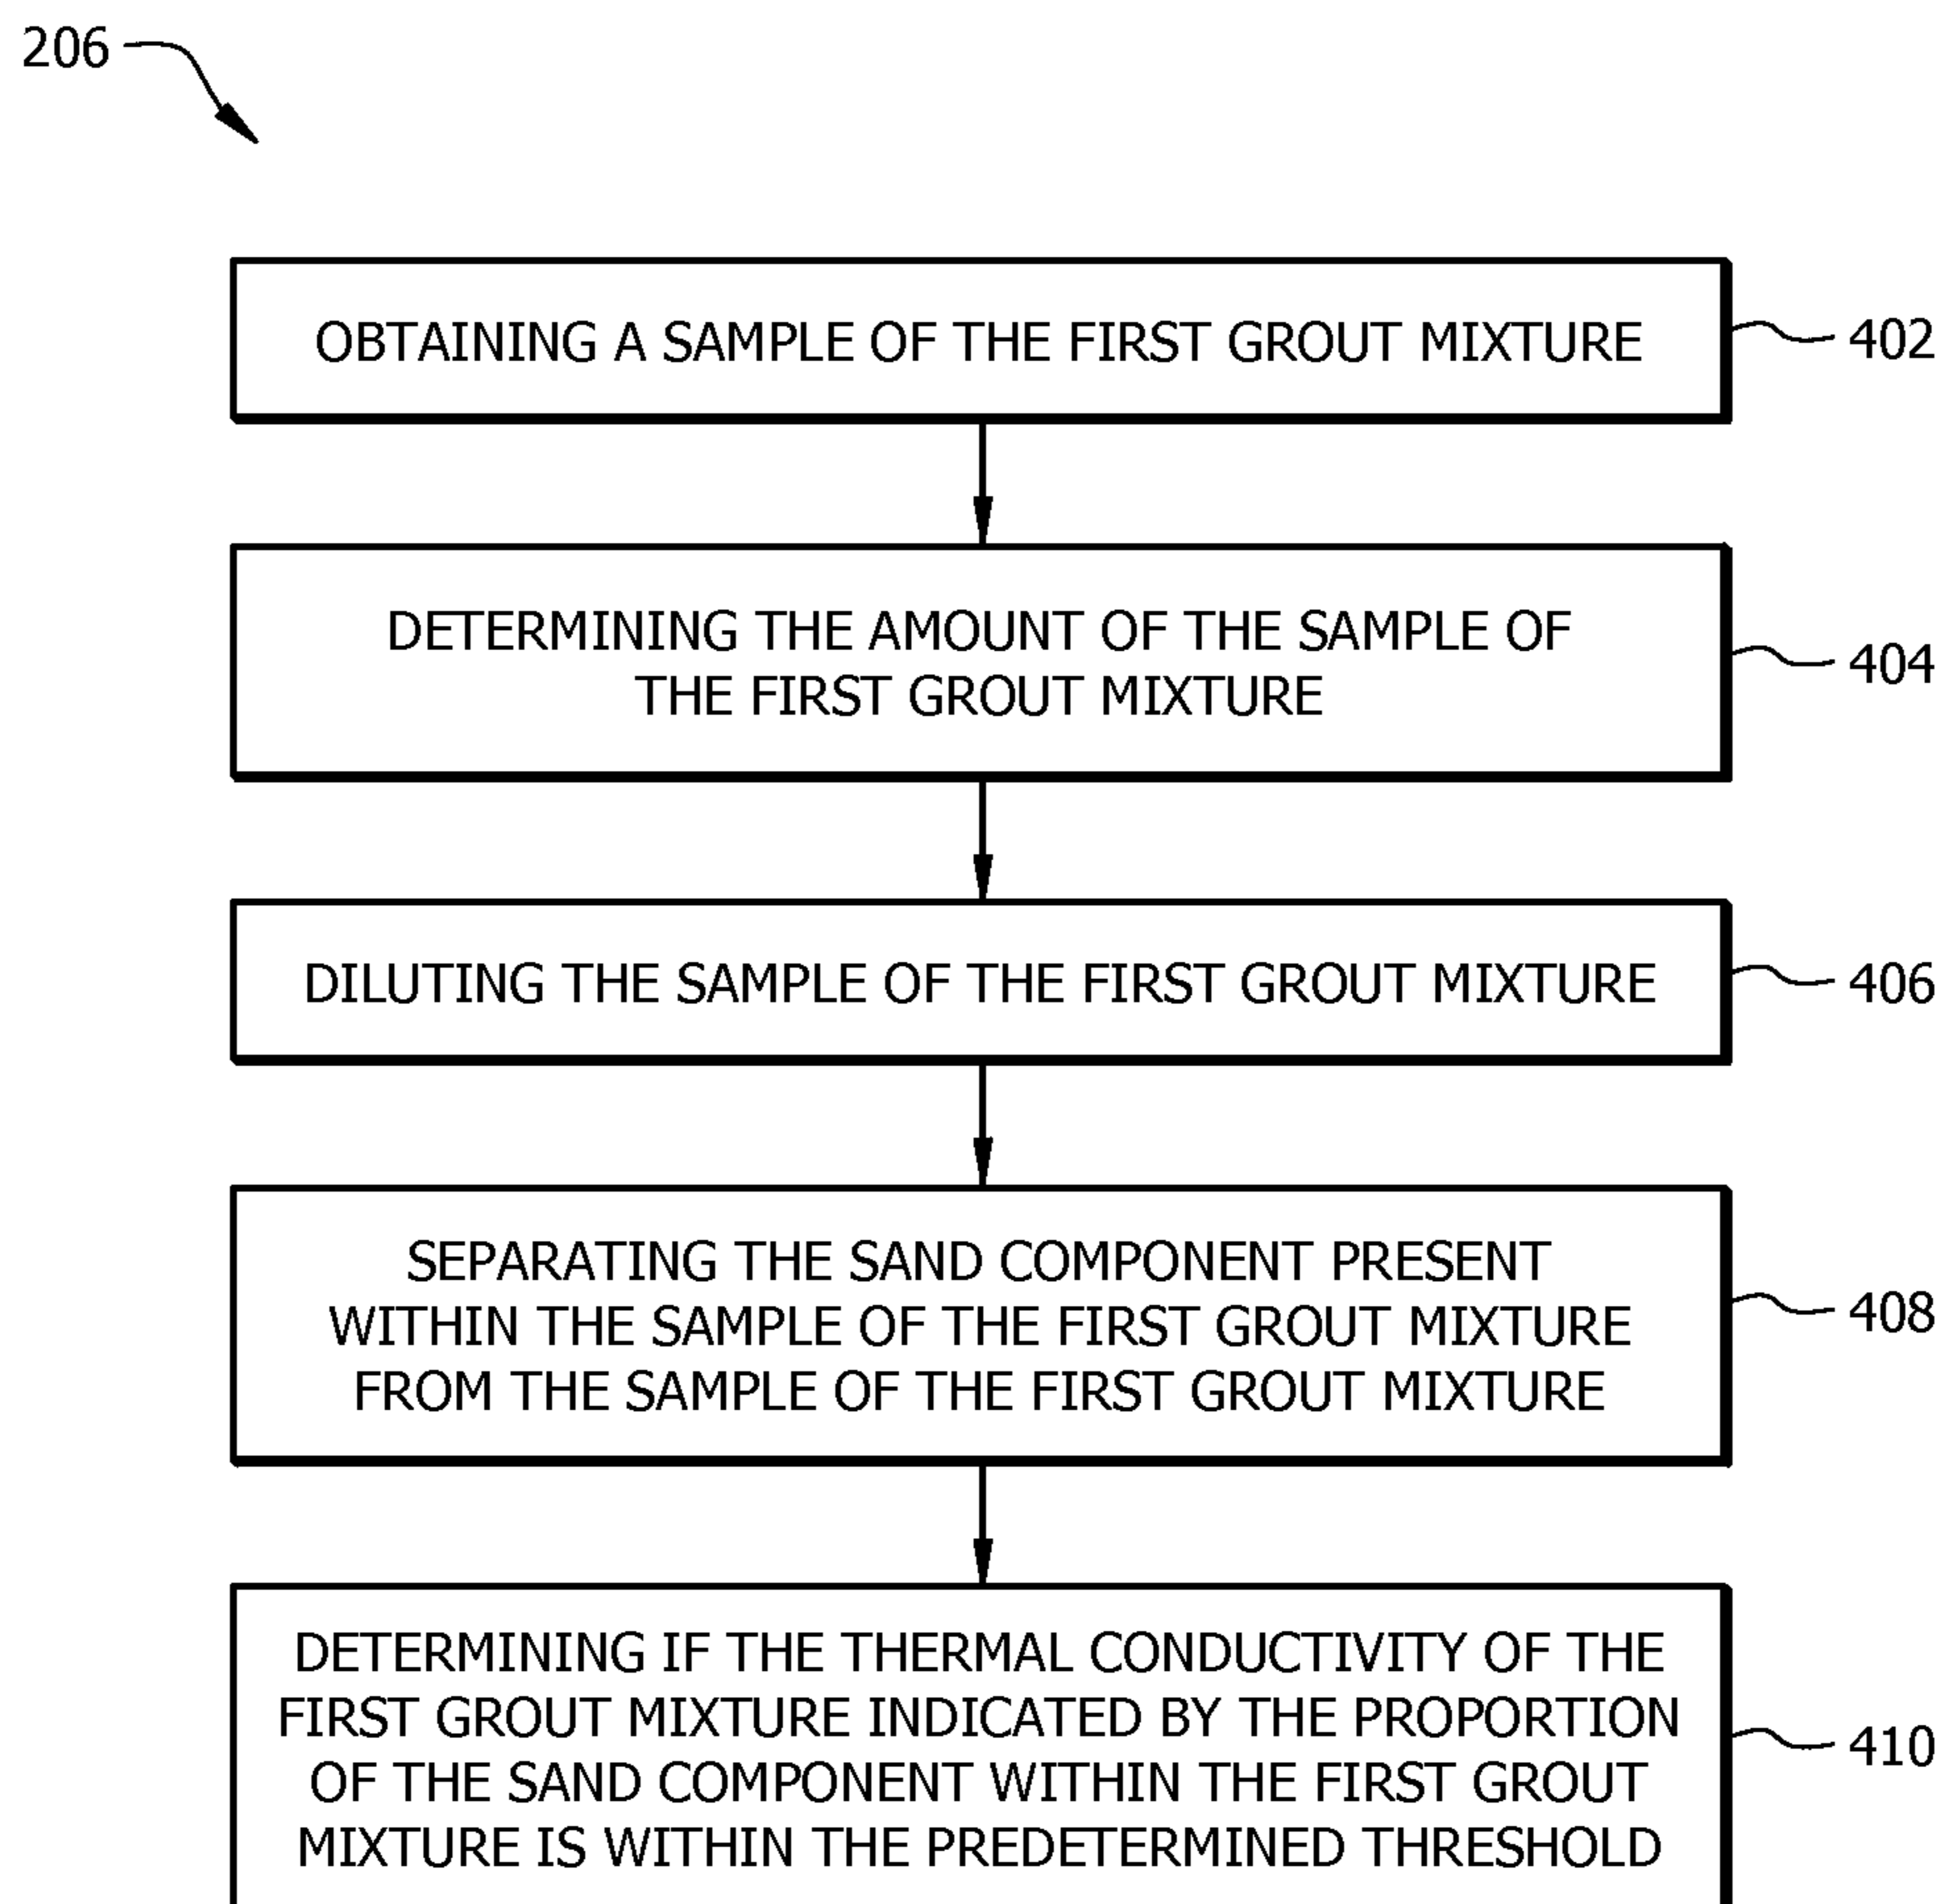 206
OBTAINING A SAMPLE OF THE FIRST GROUT MIXTURE
402
DETERMINING THE AMOUNT OF THE SAMPLE OF
THE FIRST GROUT MIXTURE
404
DILUTING THE SAMPLE OF THE FIRST GROUT MIXTURE
406
SEPARATING THE SAND COMPONENT PRESENT
WITHIN THE SAMPLE OF THE FIRST GROUT MIXTURE
FROM THE SAMPLE OF THE FIRST GROUT MIXTURE
408
DETERMINING IF THE THERMAL CONDUCTIVITY OF THE
FIRST GROUT MIXTURE INDICATED BY THE PROPORTION
OF THE SAND COMPONENT WITHIN THE FIRST GROUT
MIXTURE IS WITHIN THE PREDETERMINED THRESHOLD
410